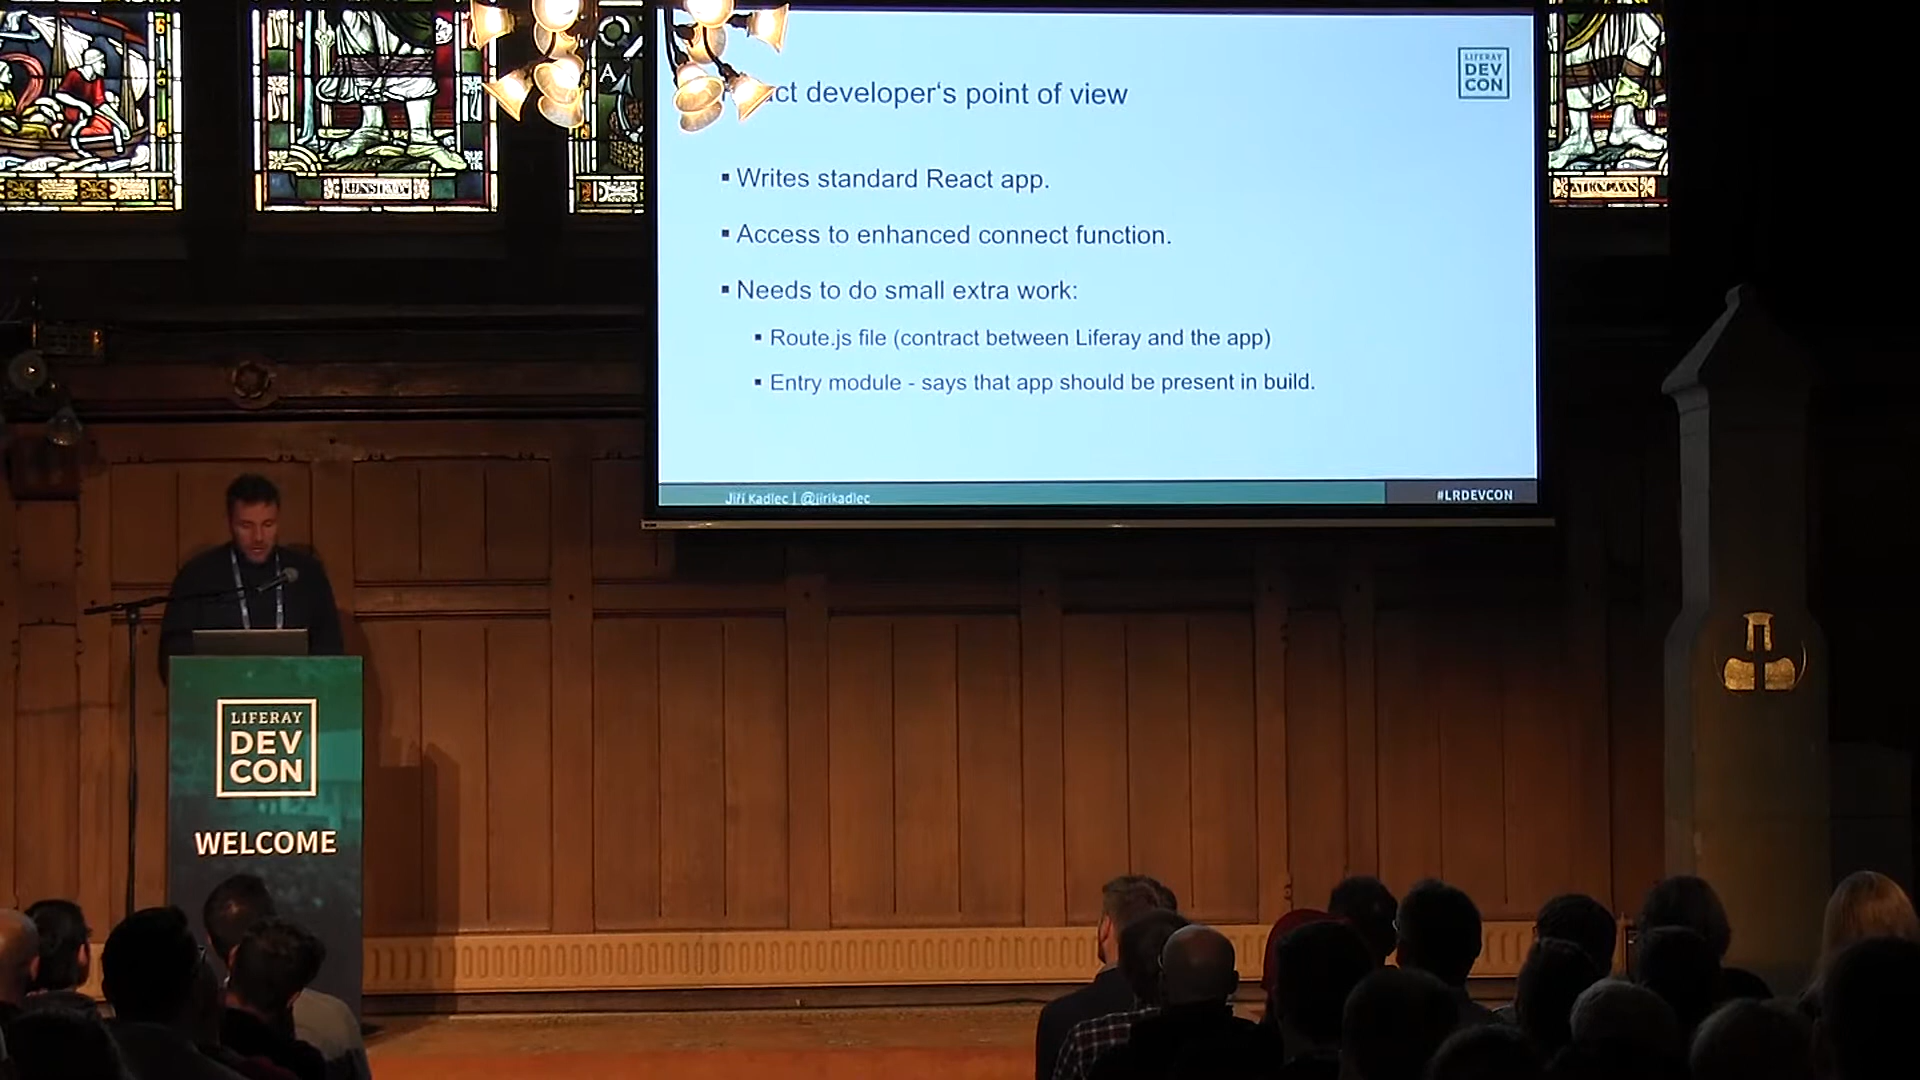 act developer‘s point of view
LIFERAY
DEV
CON
▪ Writes standard React app.
▪ Access to enhanced connect function.
▪ Needs to do small extra work:
▪ Route.js file (contract between Liferay and the app)
▪ Entry module - says that app should be present in build.
Jiří Kadlec | @jirikadlec
#LRDEVCON
LIFERAY
DEV
CON
WELCOME